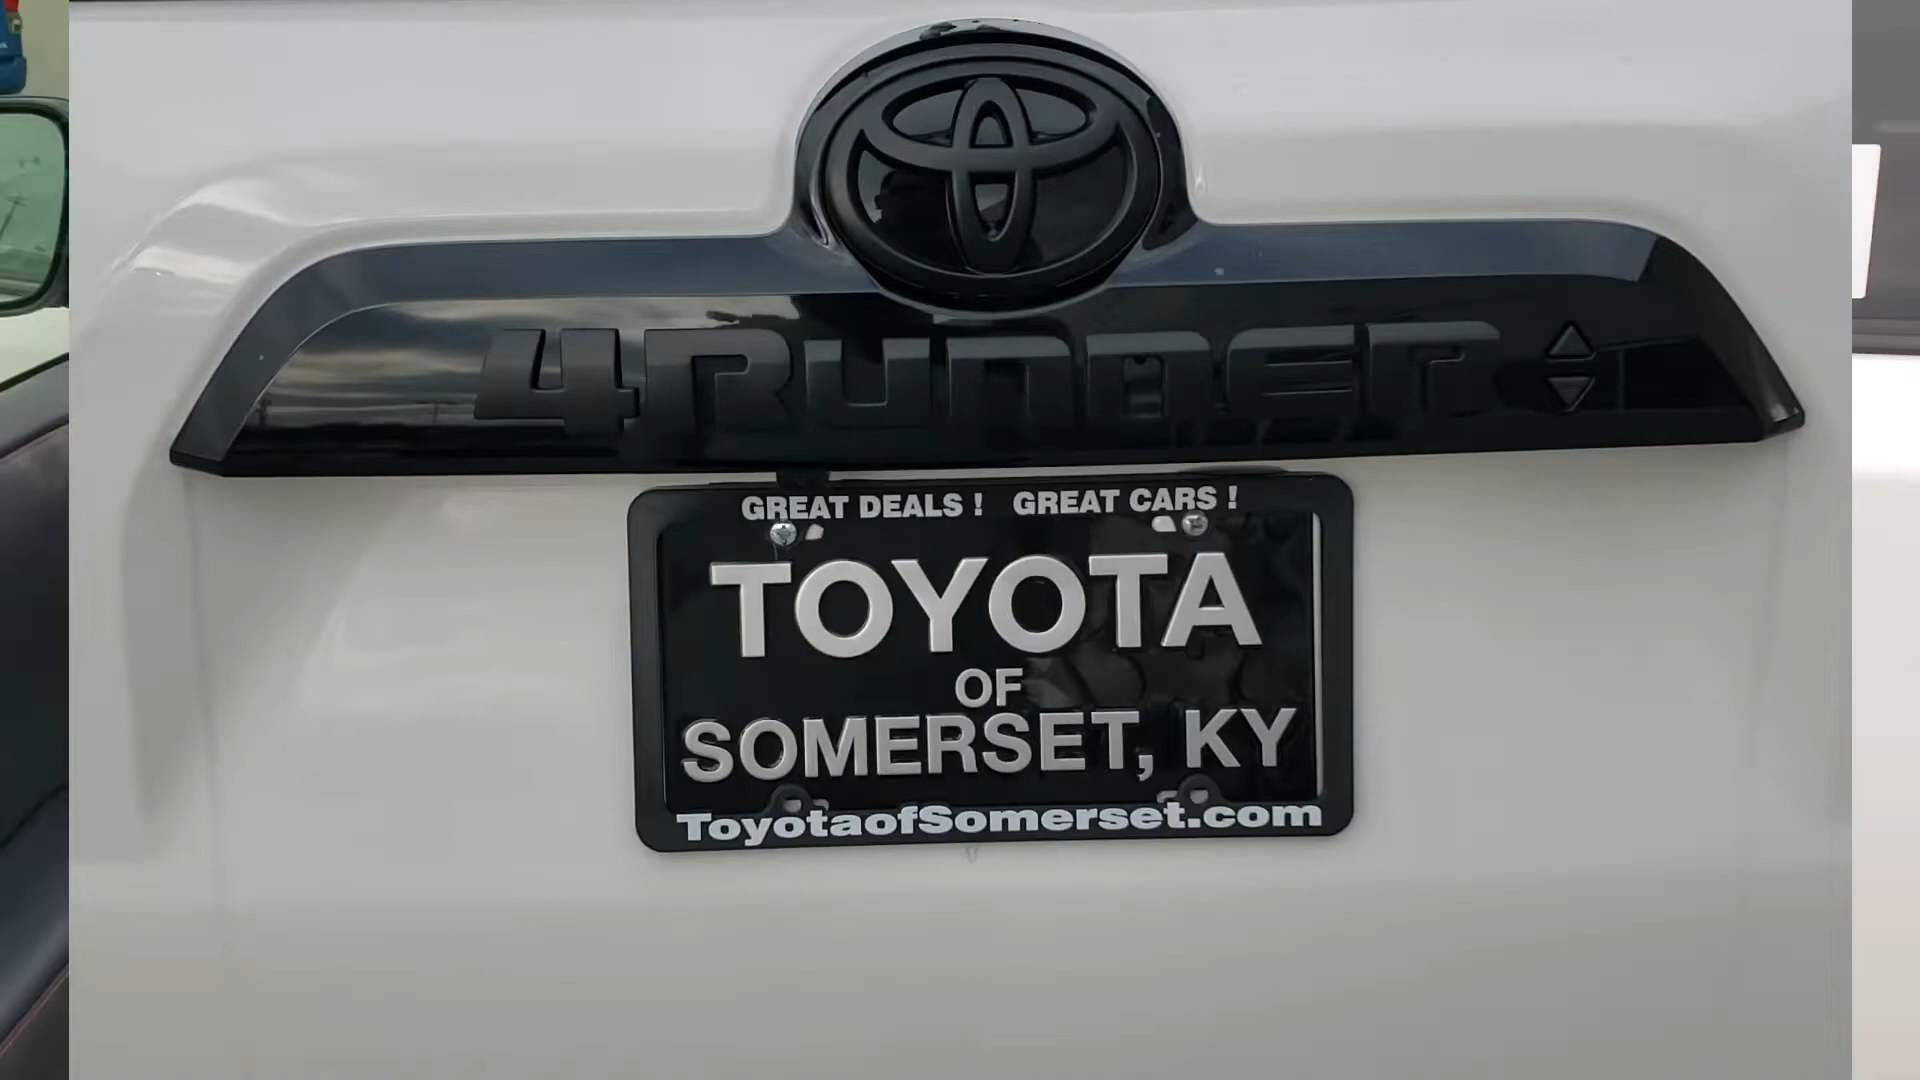 4RUNNER
GREAT DEALS ! GREAT CARS !
TOYOTA
OF
SOMERSET, KY
ToyotaofSomerset.com